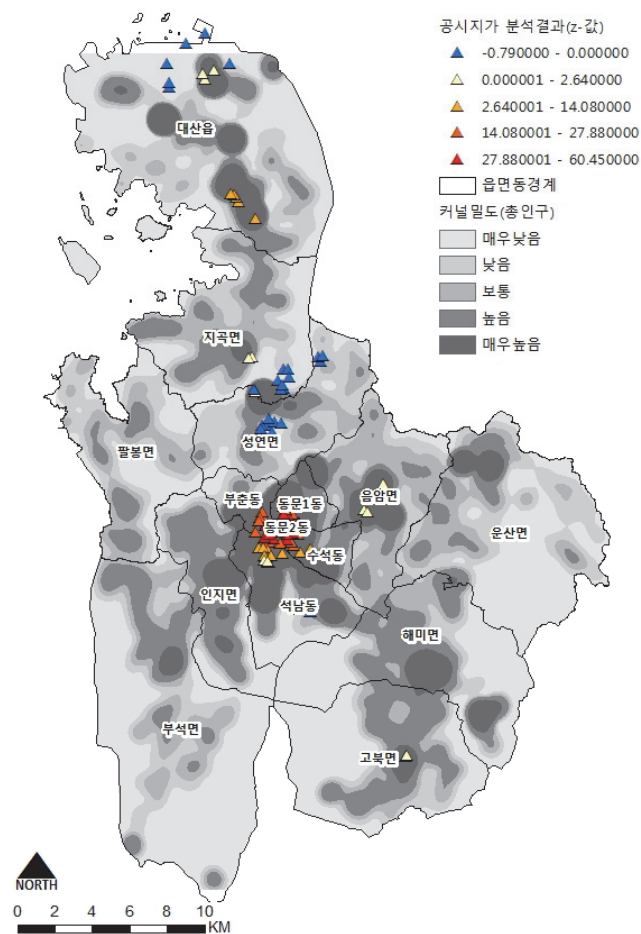 공시지가 분석결과(z-값)
-0.790000 - 0.000000
0.000001 - 2.640000
2.640001 - 14.080000
14.080001 - 27.880000
27.880001 - 60.450000
읍면동경계
커널밀도(총인구)
매우낮음
낮음
보통
높음
매우높음
대산읍
지곡면
팔봉면
성연면
부춘동
동문1동
음암면
운산면
동문2동
수석동
인지면
석남동
해미면
부석면
고북면
NORTH
0 2 4 6 8 10
KM